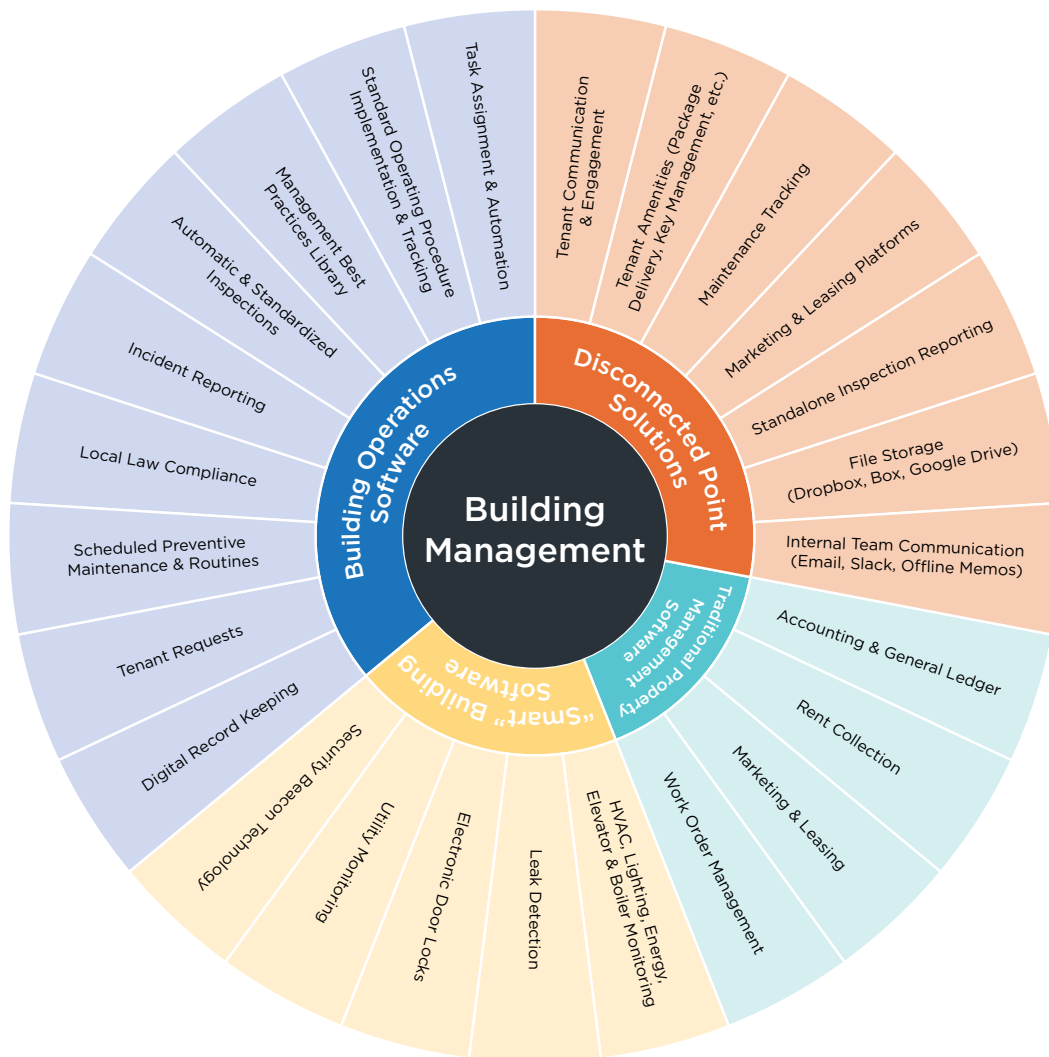 Building
Management
Disconnected Point
Solutions
Tenant Communication
& Engagement
Tenant Amenities (Package
Delivery, Key Management, etc.)
Maintenance Tracking
Marketing & Leasing Platforms
Standalone Inspection Reporting
File Storage
(Dropbox, Box, Google Drive)
Internal Team Communication
(Email, Slack, Offline Memos)
Traditional Property
Management
Software
Accounting & General Ledger
Rent Collection
Marketing & Leasing
Work Order Management
“Smart” Building
Software
HVAC, Lighting, Energy,
Elevator & Boiler Monitoring
Leak Detection
Electronic Door Locks
Utility Monitoring
Security Beacon Technology
Building Operations
Software
Digital Record Keeping
Tenant Requests
Scheduled Preventive
Maintenance & Routines
Local Law Compliance
Incident Reporting
Automatic & Standardized
Inspections
Management Best
Practices Library
Standard Operating Procedure
Implementation & Tracking
Task Assignment & Automation